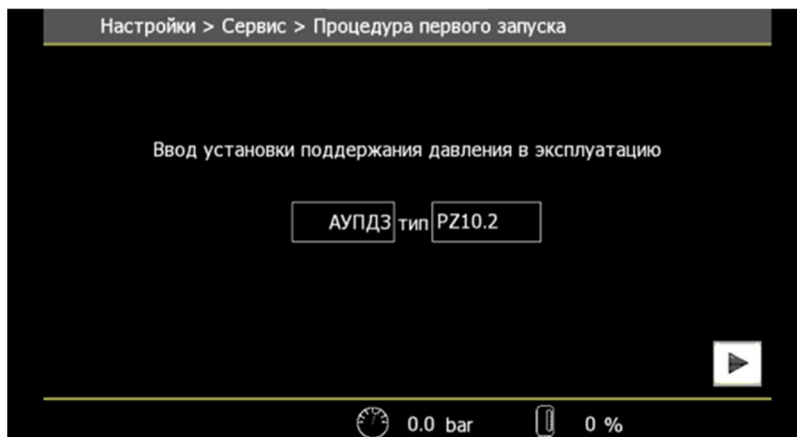 Настройки > Сервис > Процедура первого запуска
Ввод установки поддержания давления в эксплуатацию
АУПДЗ тип PZ10.2
0.0 bar 0 %